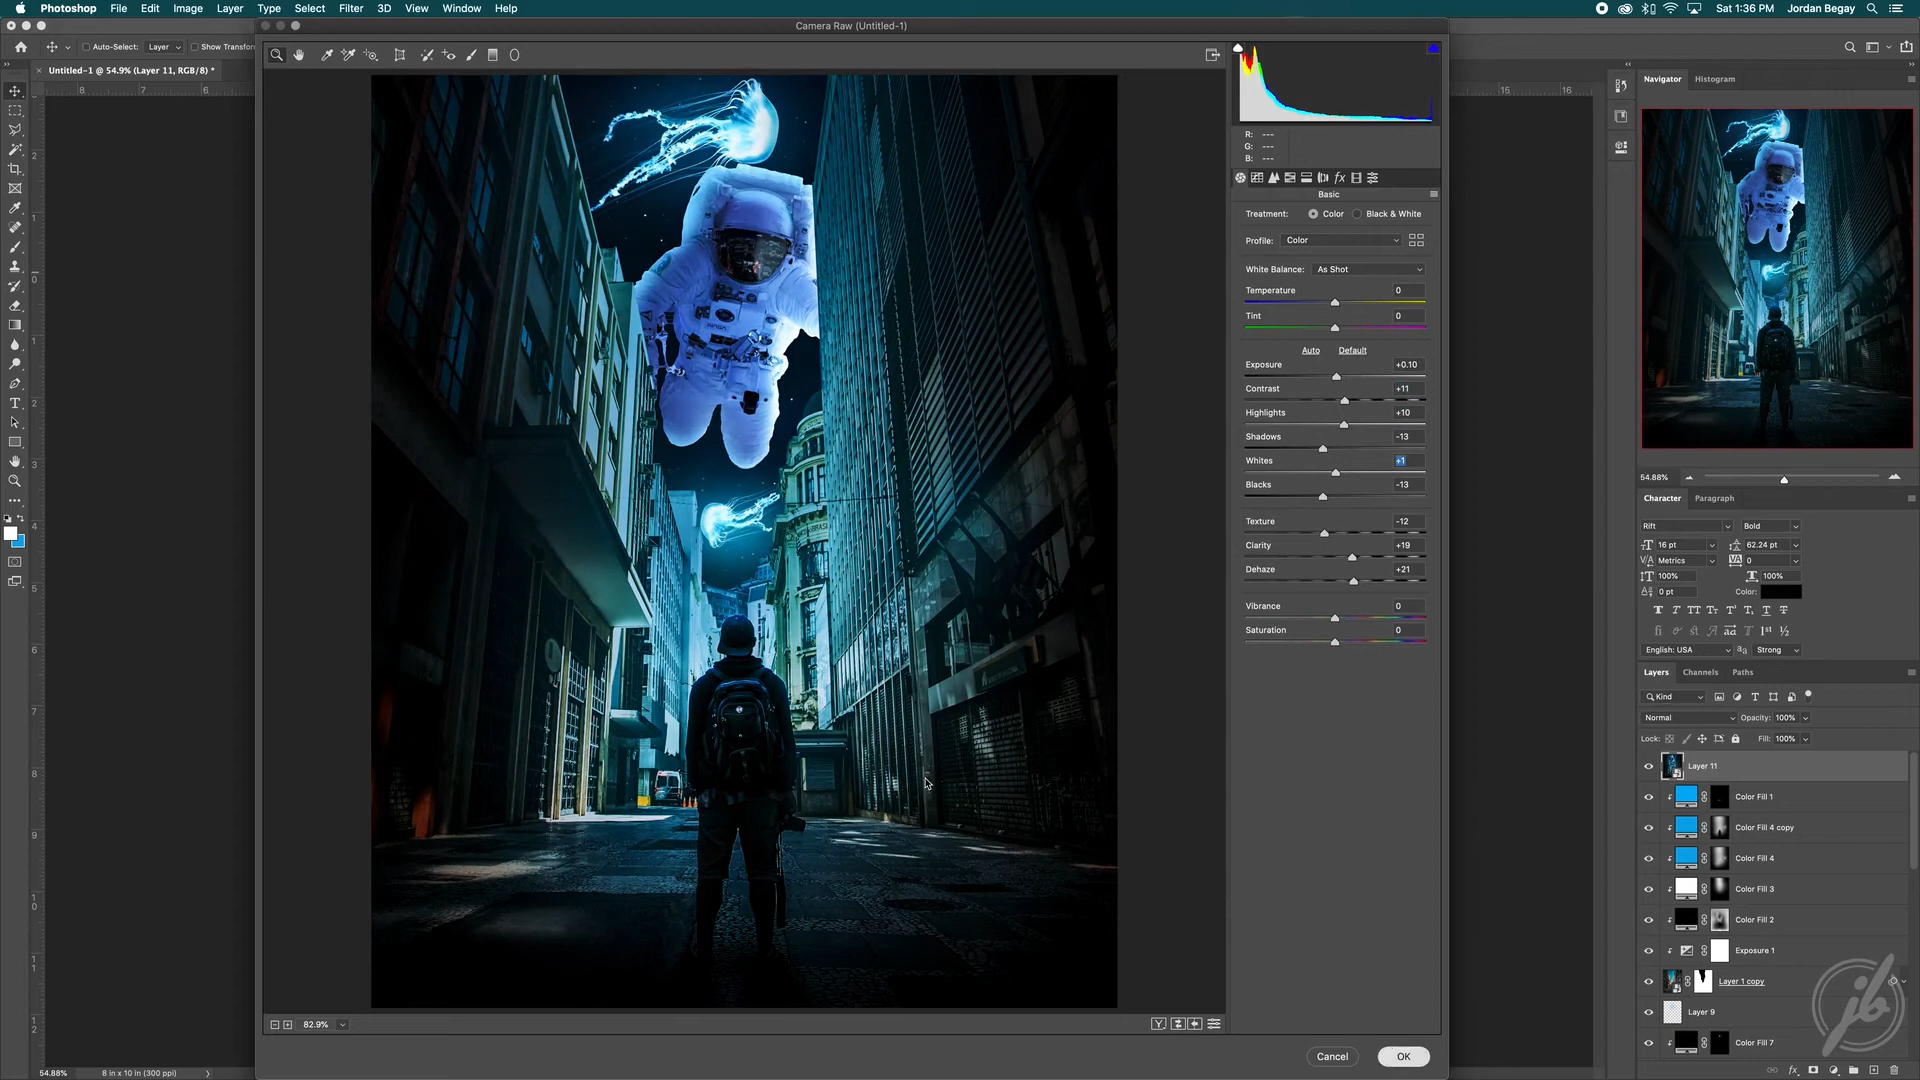 Photoshop File Edit Image Layer Type Select Filter 3D View Window Help
Sat 1:36 PM Jordan Begay
Camera Raw (Untitled-1)
Auto-Select: Layer Show Transform
Untitled-1 @ 54.9% (Layer 11, RGB/8) *
8 7 6 15 16
R: ---
G: ---
B: ---
fx
Basic
Treatment: Color Black & White
Profile: Color
White Balance: As Shot
Temperature 0
Tint 0
Auto Default
Exposure +0.10
Contrast +11
Highlights +10
Shadows -13
Whites +1
Blacks -13
Texture -12
Clarity +19
Dehaze +21
Vibrance 0
Saturation 0
82.9%
Cancel OK
Navigator Histogram
54.88%
Character Paragraph
Rift Bold
16 pt 62.24 pt
Metrics 0
100% 100%
0 pt Color:
English: USA Strong
Layers Channels Paths
Kind
Normal Opacity: 100%
Lock: Fill: 100%
Layer 11
Color Fill 1
Color Fill 4 copy
Color Fill 4
Color Fill 3
Color Fill 2
Exposure 1
Layer 1 copy
Layer 9
Color Fill 7
jb
54.88% 8 in x 10 in (300 ppi)